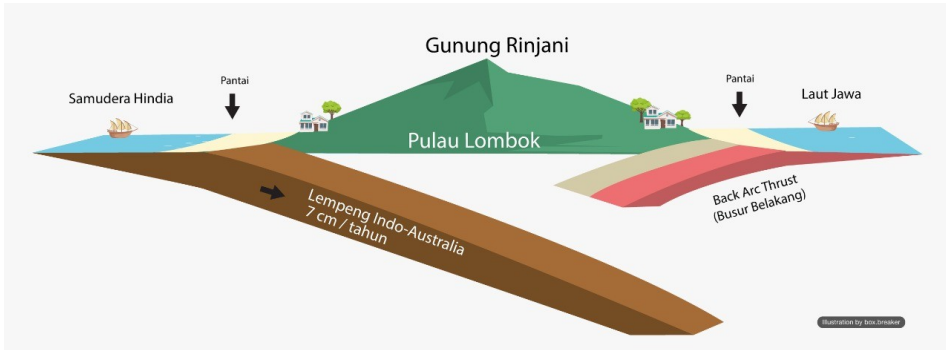 Gunung Rinjani
Samudera Hindia
Pantai
Pantai
Laut Jawa
Pulau Lombok
Lempeng Indo-Australia
7 cm / tahun
Back Arc Thrust
(Busur Belakang)
Illustration by box.breaker